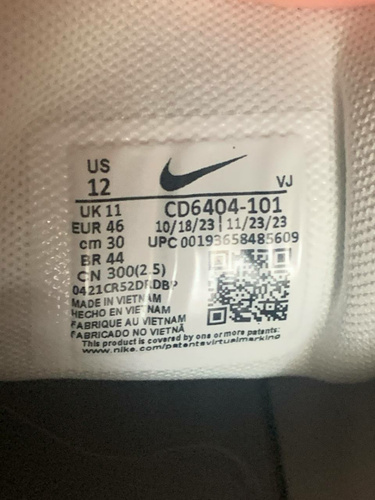 US
12
VJ
UK 11
CD6404-101
EUR 46
10/18/23 | 11/23/23
cm 30
UPC 00193658485609
BR 44
CN 300(2.5)
MADE IN VIETNAM
HECHO EN VIETNAM
FABRIQUE AU VIETNAM
FABRICADO NO VIETNÃ
This product is covered by one or more patents:
www.nike.com/patentsvirtualmarking